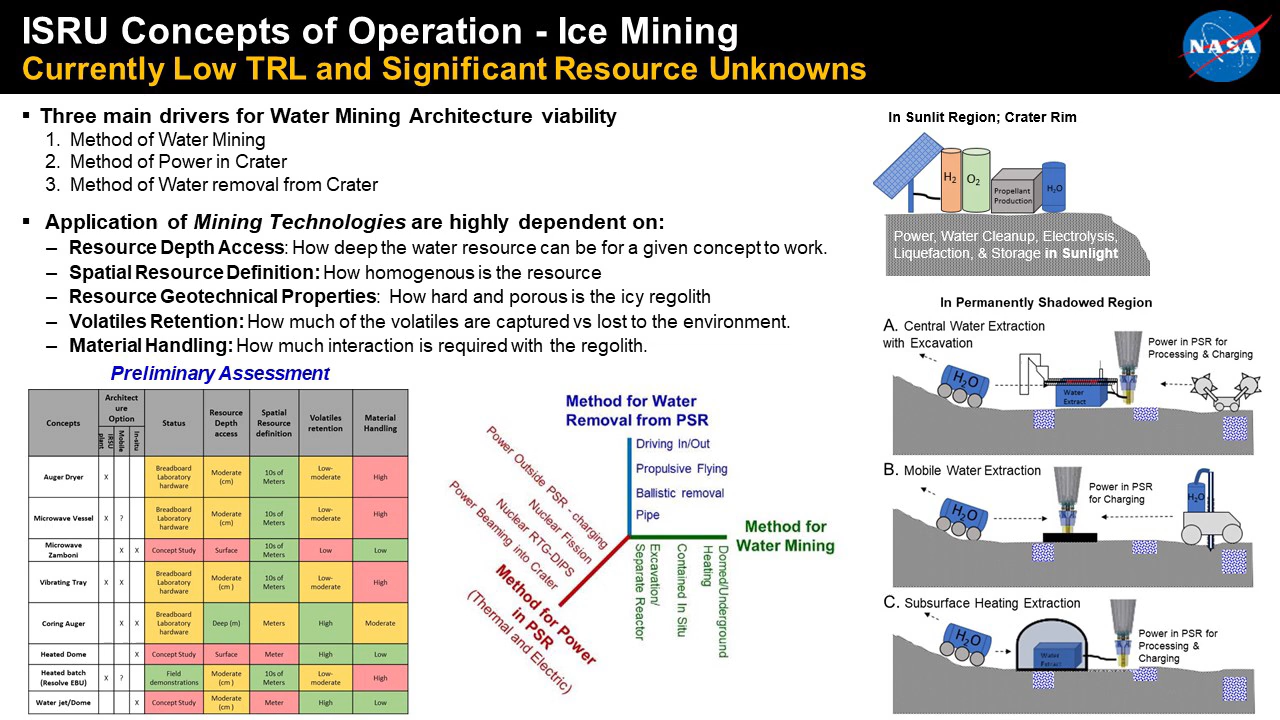 ISRU Concepts of Operation - Ice Mining
Currently Low TRL and Significant Resource Unknowns
NASA
▪ Three main drivers for Water Mining Architecture viability
1. Method of Water Mining
2. Method of Power in Crater
3. Method of Water removal from Crater
▪ Application of Mining Technologies are highly dependent on:
– Resource Depth Access: How deep the water resource can be for a given concept to work.
– Spatial Resource Definition: How homogenous is the resource
– Resource Geotechnical Properties: How hard and porous is the icy regolith
– Volatiles Retention: How much of the volatiles are captured vs lost to the environment.
– Material Handling: How much interaction is required with the regolith.
Preliminary Assessment
Concepts
Architect
ure
Option
ISRU
plant
Mobile
In-situ
Status
Resource
Depth
access
Spatial
Resource
definition
Volatiles
retention
Material
Handling
Auger Dryer
X
Breadboard
Laboratory
hardware
Moderate
(cm)
10s of
Meters
Low-
moderate
High
Microwave Vessel
X
?
Breadboard
Laboratory
hardware
Moderate
(cm)
10s of
Meters
Low-
moderate
High
Microwave
Zamboni
X
X
Concept Study
Surface
10s of
Meters
Low
Low
Vibrating Tray
X
X
Breadboard
Laboratory
hardware
Moderate
(cm )
10s of
Meters
Low-
moderate
High
Coring Auger
X
X
Breadboard
Laboratory
hardware
Deep (m)
Meters
High
Moderate
Heated Dome
X
Concept Study
Surface
Meter
High
Low
Heated batch
(Resolve EBU)
X
?
Field
demonstrations
Moderate
(cm )
10s of
Meters
Low-
moderate
High
Water jet/Dome
X
Concept Study
Moderate
(cm )
Meter
High
Low
Method for Water
Removal from PSR
Driving In/Out
Propulsive Flying
Ballistic removal
Pipe
Power Outside PSR - charging
Nuclear Fission
Nuclear RTG-DIPS
Power Beaming into Crater
Method for Power
in PSR
(Thermal and Electric)
Method for
Water Mining
Excavation/
Separate Reactor
Contained In Situ
Domed/Underground
Heating
In Sunlit Region; Crater Rim
H2
O2
Propellant
Production
H2O
Power, Water Cleanup, Electrolysis,
Liquefaction, & Storage in Sunlight
In Permanently Shadowed Region
A. Central Water Extraction
with Excavation
Power in PSR for
Processing & Charging
H2O
Water
Extract
B. Mobile Water Extraction
Power in PSR
for Charging
H2O
H2O
C. Subsurface Heating Extraction
H2O
Water
Extract
Power in PSR for
Processing &
Charging